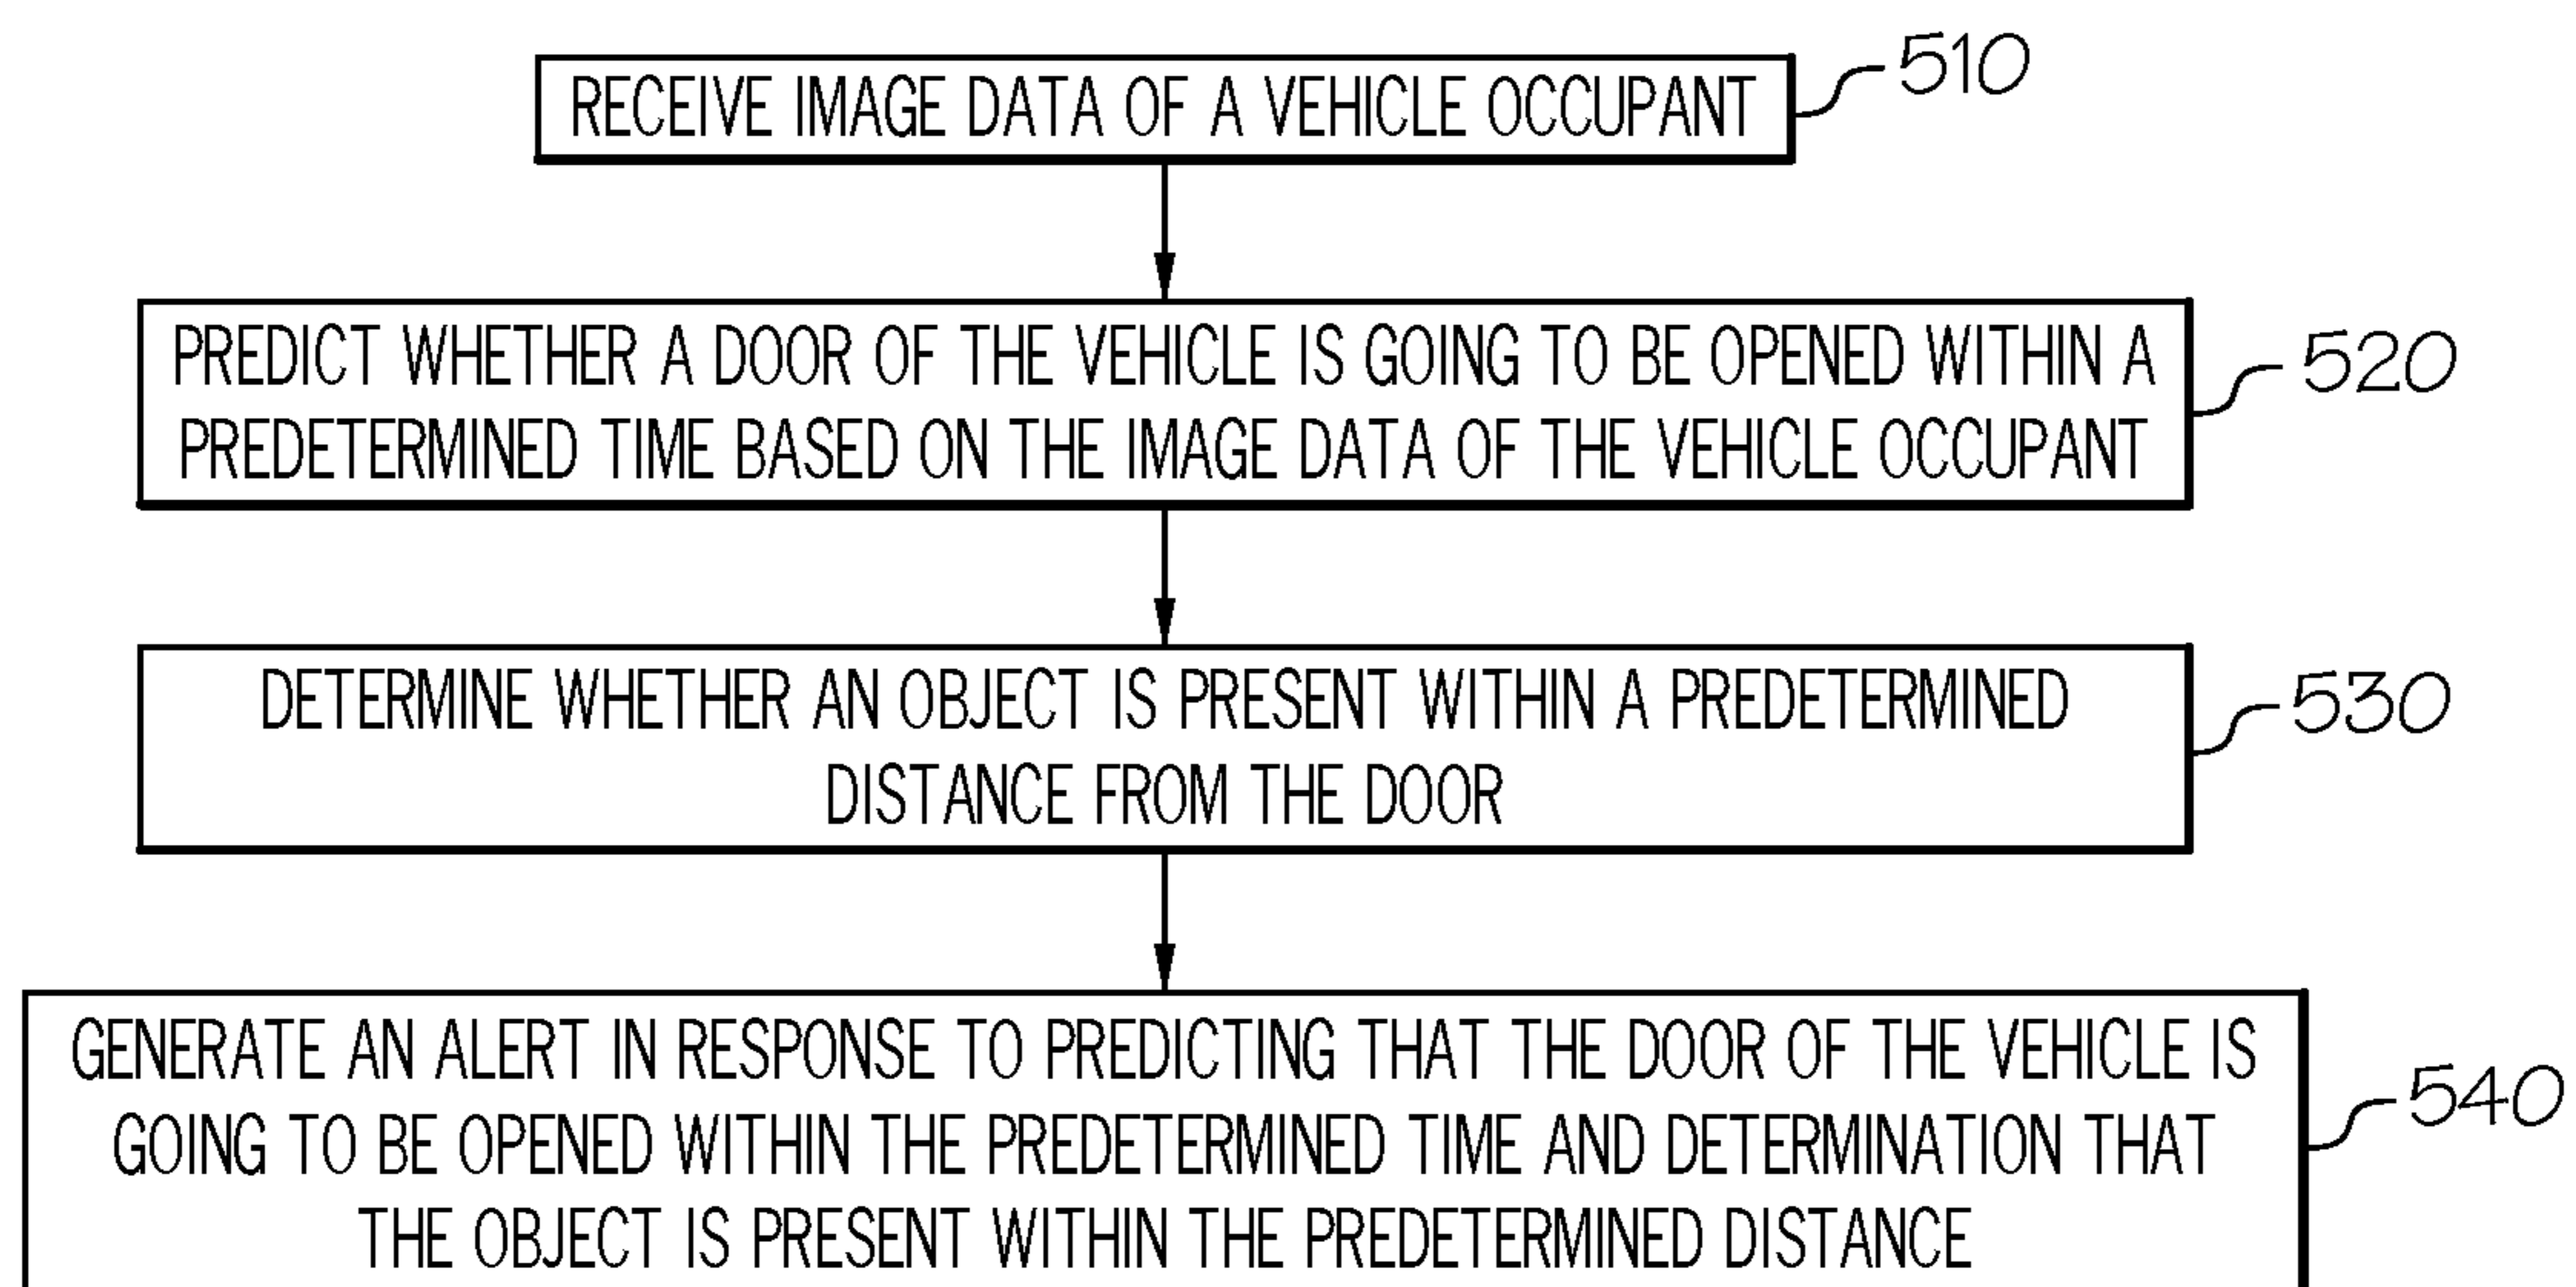 RECEIVE IMAGE DATA OF A VEHICLE OCCUPANT
510
PREDICT WHETHER A DOOR OF THE VEHICLE IS GOING TO BE OPENED WITHIN A
PREDETERMINED TIME BASED ON THE IMAGE DATA OF THE VEHICLE OCCUPANT
520
DETERMINE WHETHER AN OBJECT IS PRESENT WITHIN A PREDETERMINED
DISTANCE FROM THE DOOR
530
GENERATE AN ALERT IN RESPONSE TO PREDICTING THAT THE DOOR OF THE VEHICLE IS
GOING TO BE OPENED WITHIN THE PREDETERMINED TIME AND DETERMINATION THAT
THE OBJECT IS PRESENT WITHIN THE PREDETERMINED DISTANCE
540